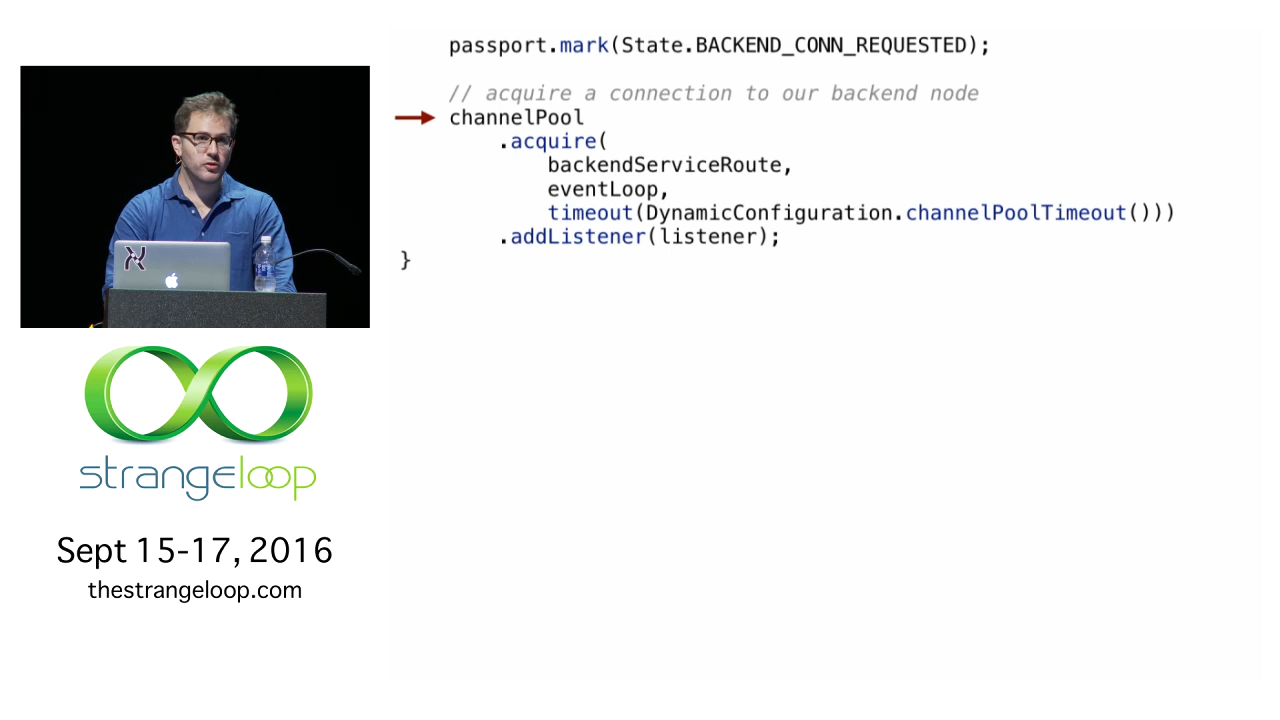 passport.mark(State.BACKEND_CONN_REQUESTED);
// acquire a connection to our backend node
channelPool
.acquire(
backendServiceRoute,
eventLoop,
timeout(DynamicConfiguration.channelPoolTimeout()))
.addListener(listener);
}
strangeloop
Sept 15-17, 2016
thestrangeloop.com